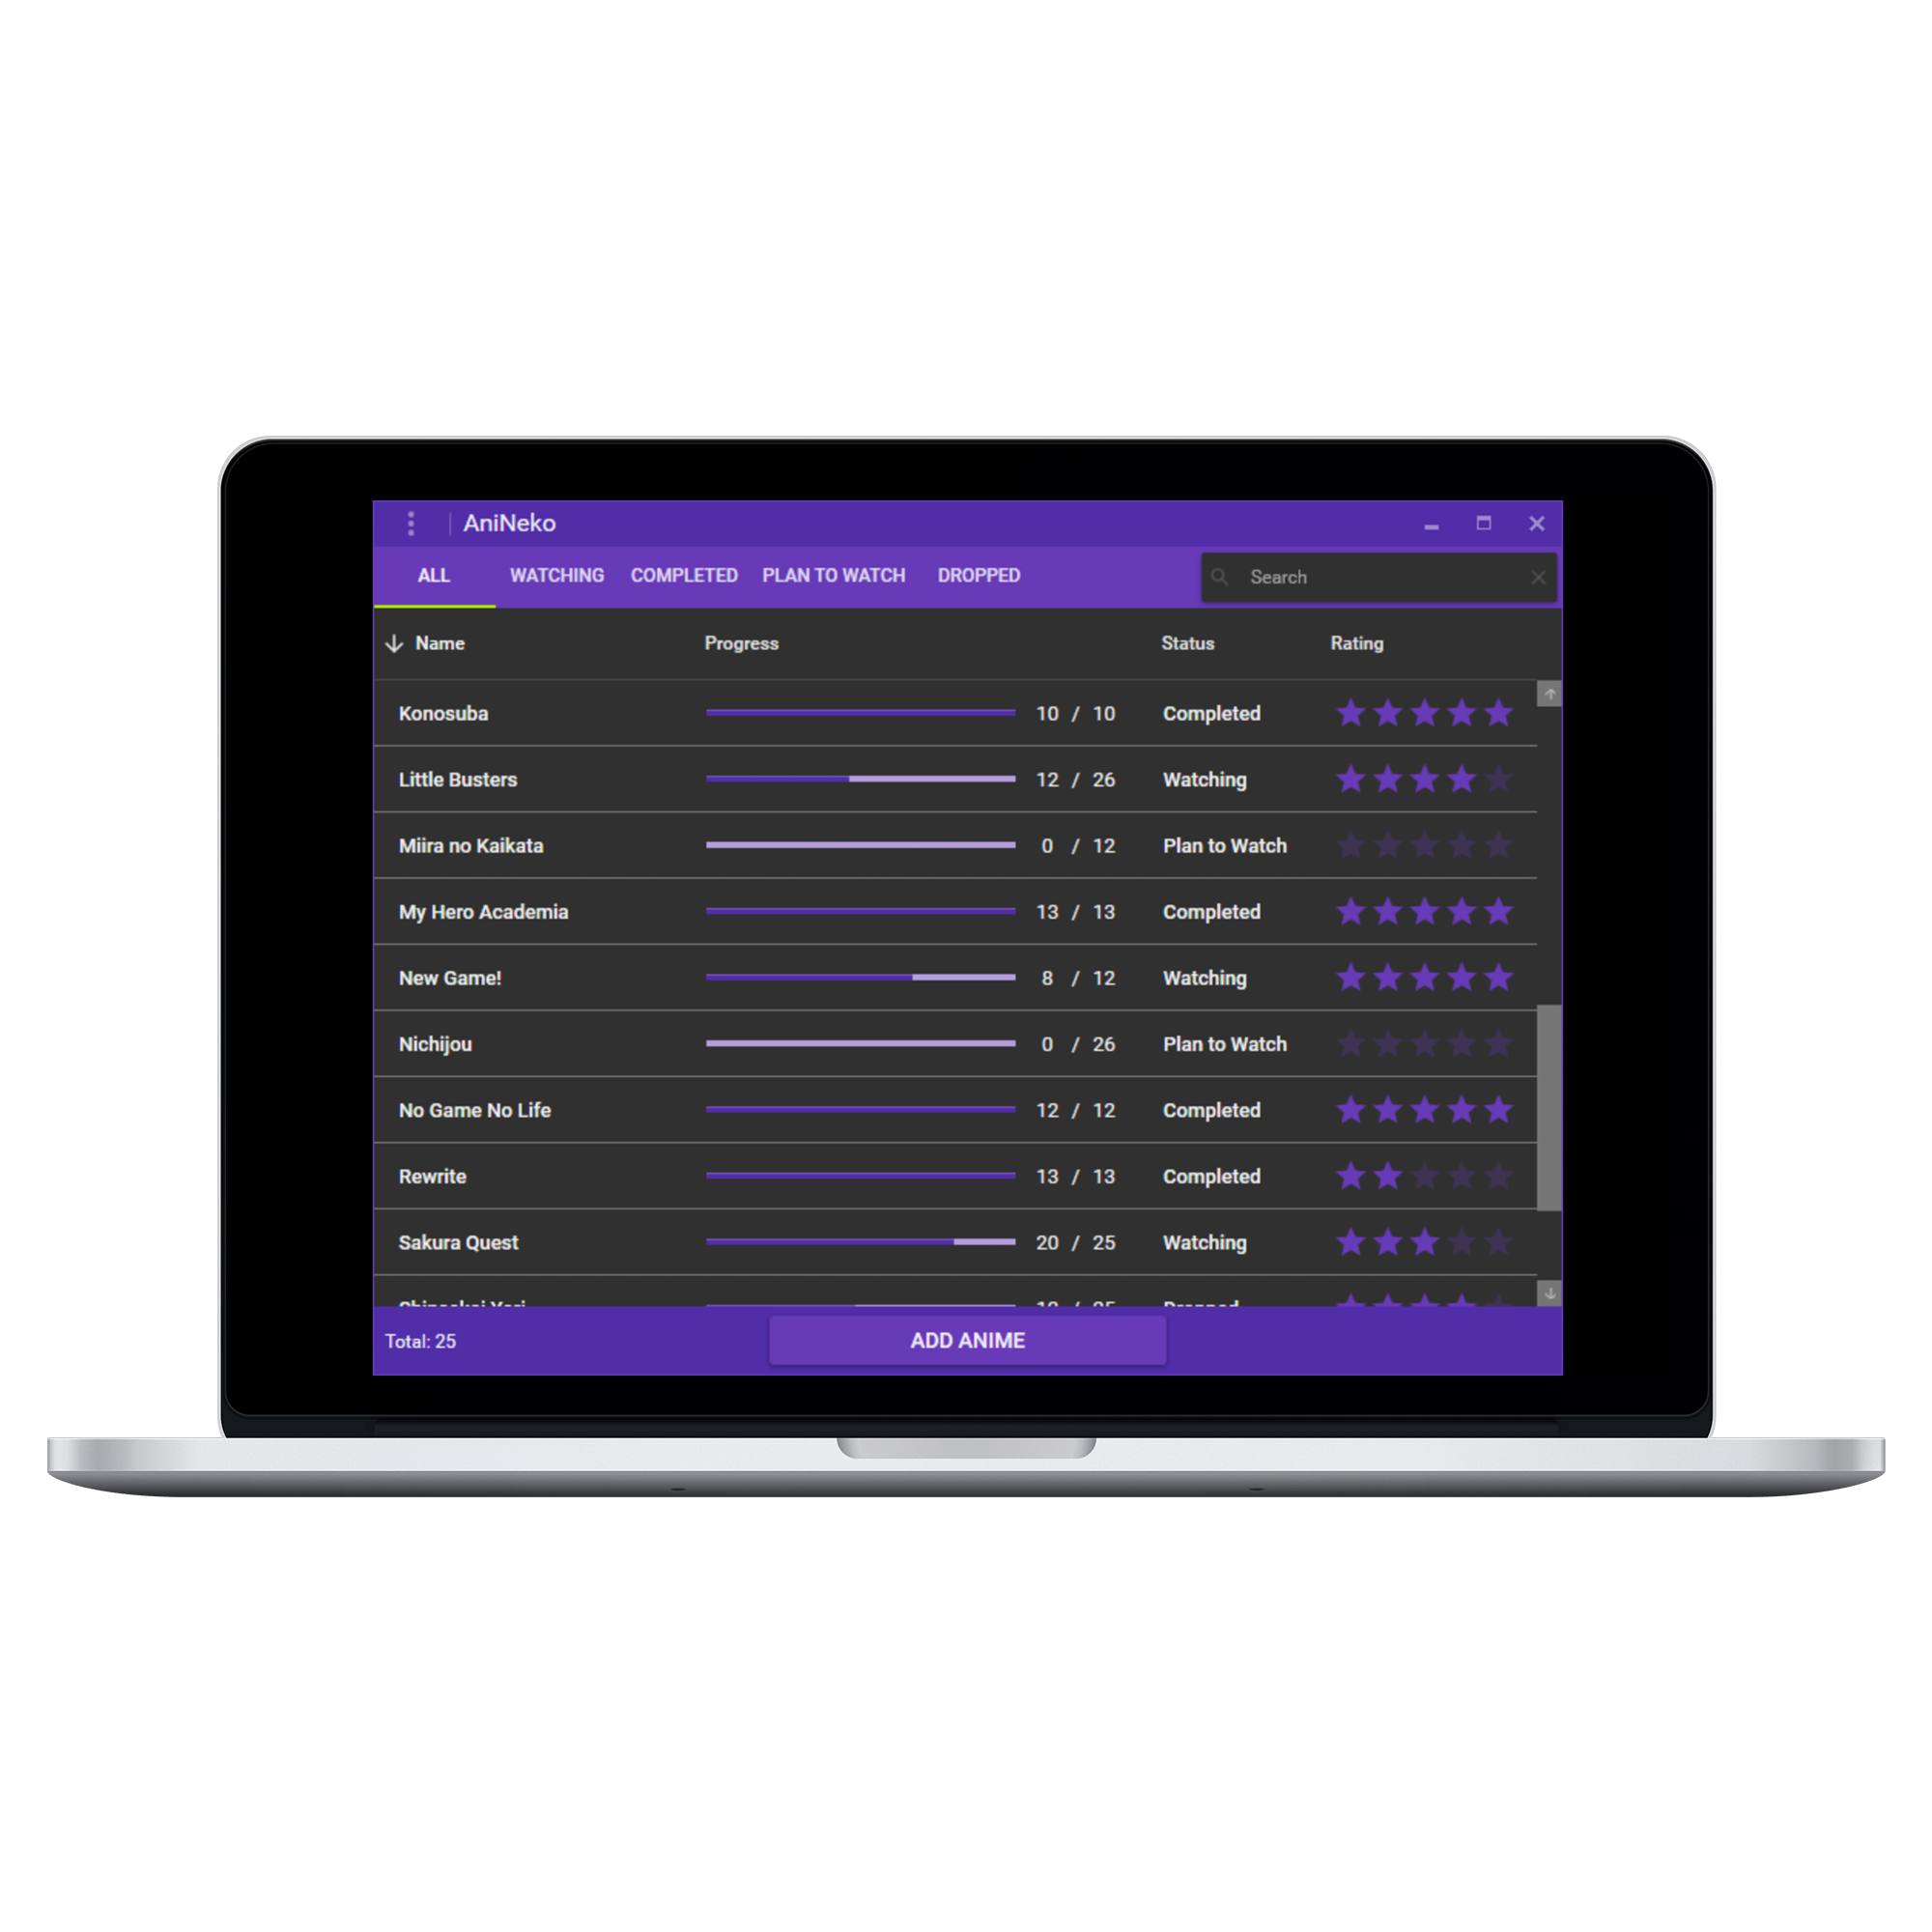 AniNeko
ALL WATCHING COMPLETED PLAN TO WATCH DROPPED Search
Name Progress Status Rating
Konosuba 10 / 10 Completed
Little Busters 12 / 26 Watching
Miira no Kaikata 0 / 12 Plan to Watch
My Hero Academia 13 / 13 Completed
New Game! 8 / 12 Watching
Nichijou 0 / 26 Plan to Watch
No Game No Life 12 / 12 Completed
Rewrite 13 / 13 Completed
Sakura Quest 20 / 25 Watching
Total: 25 ADD ANIME